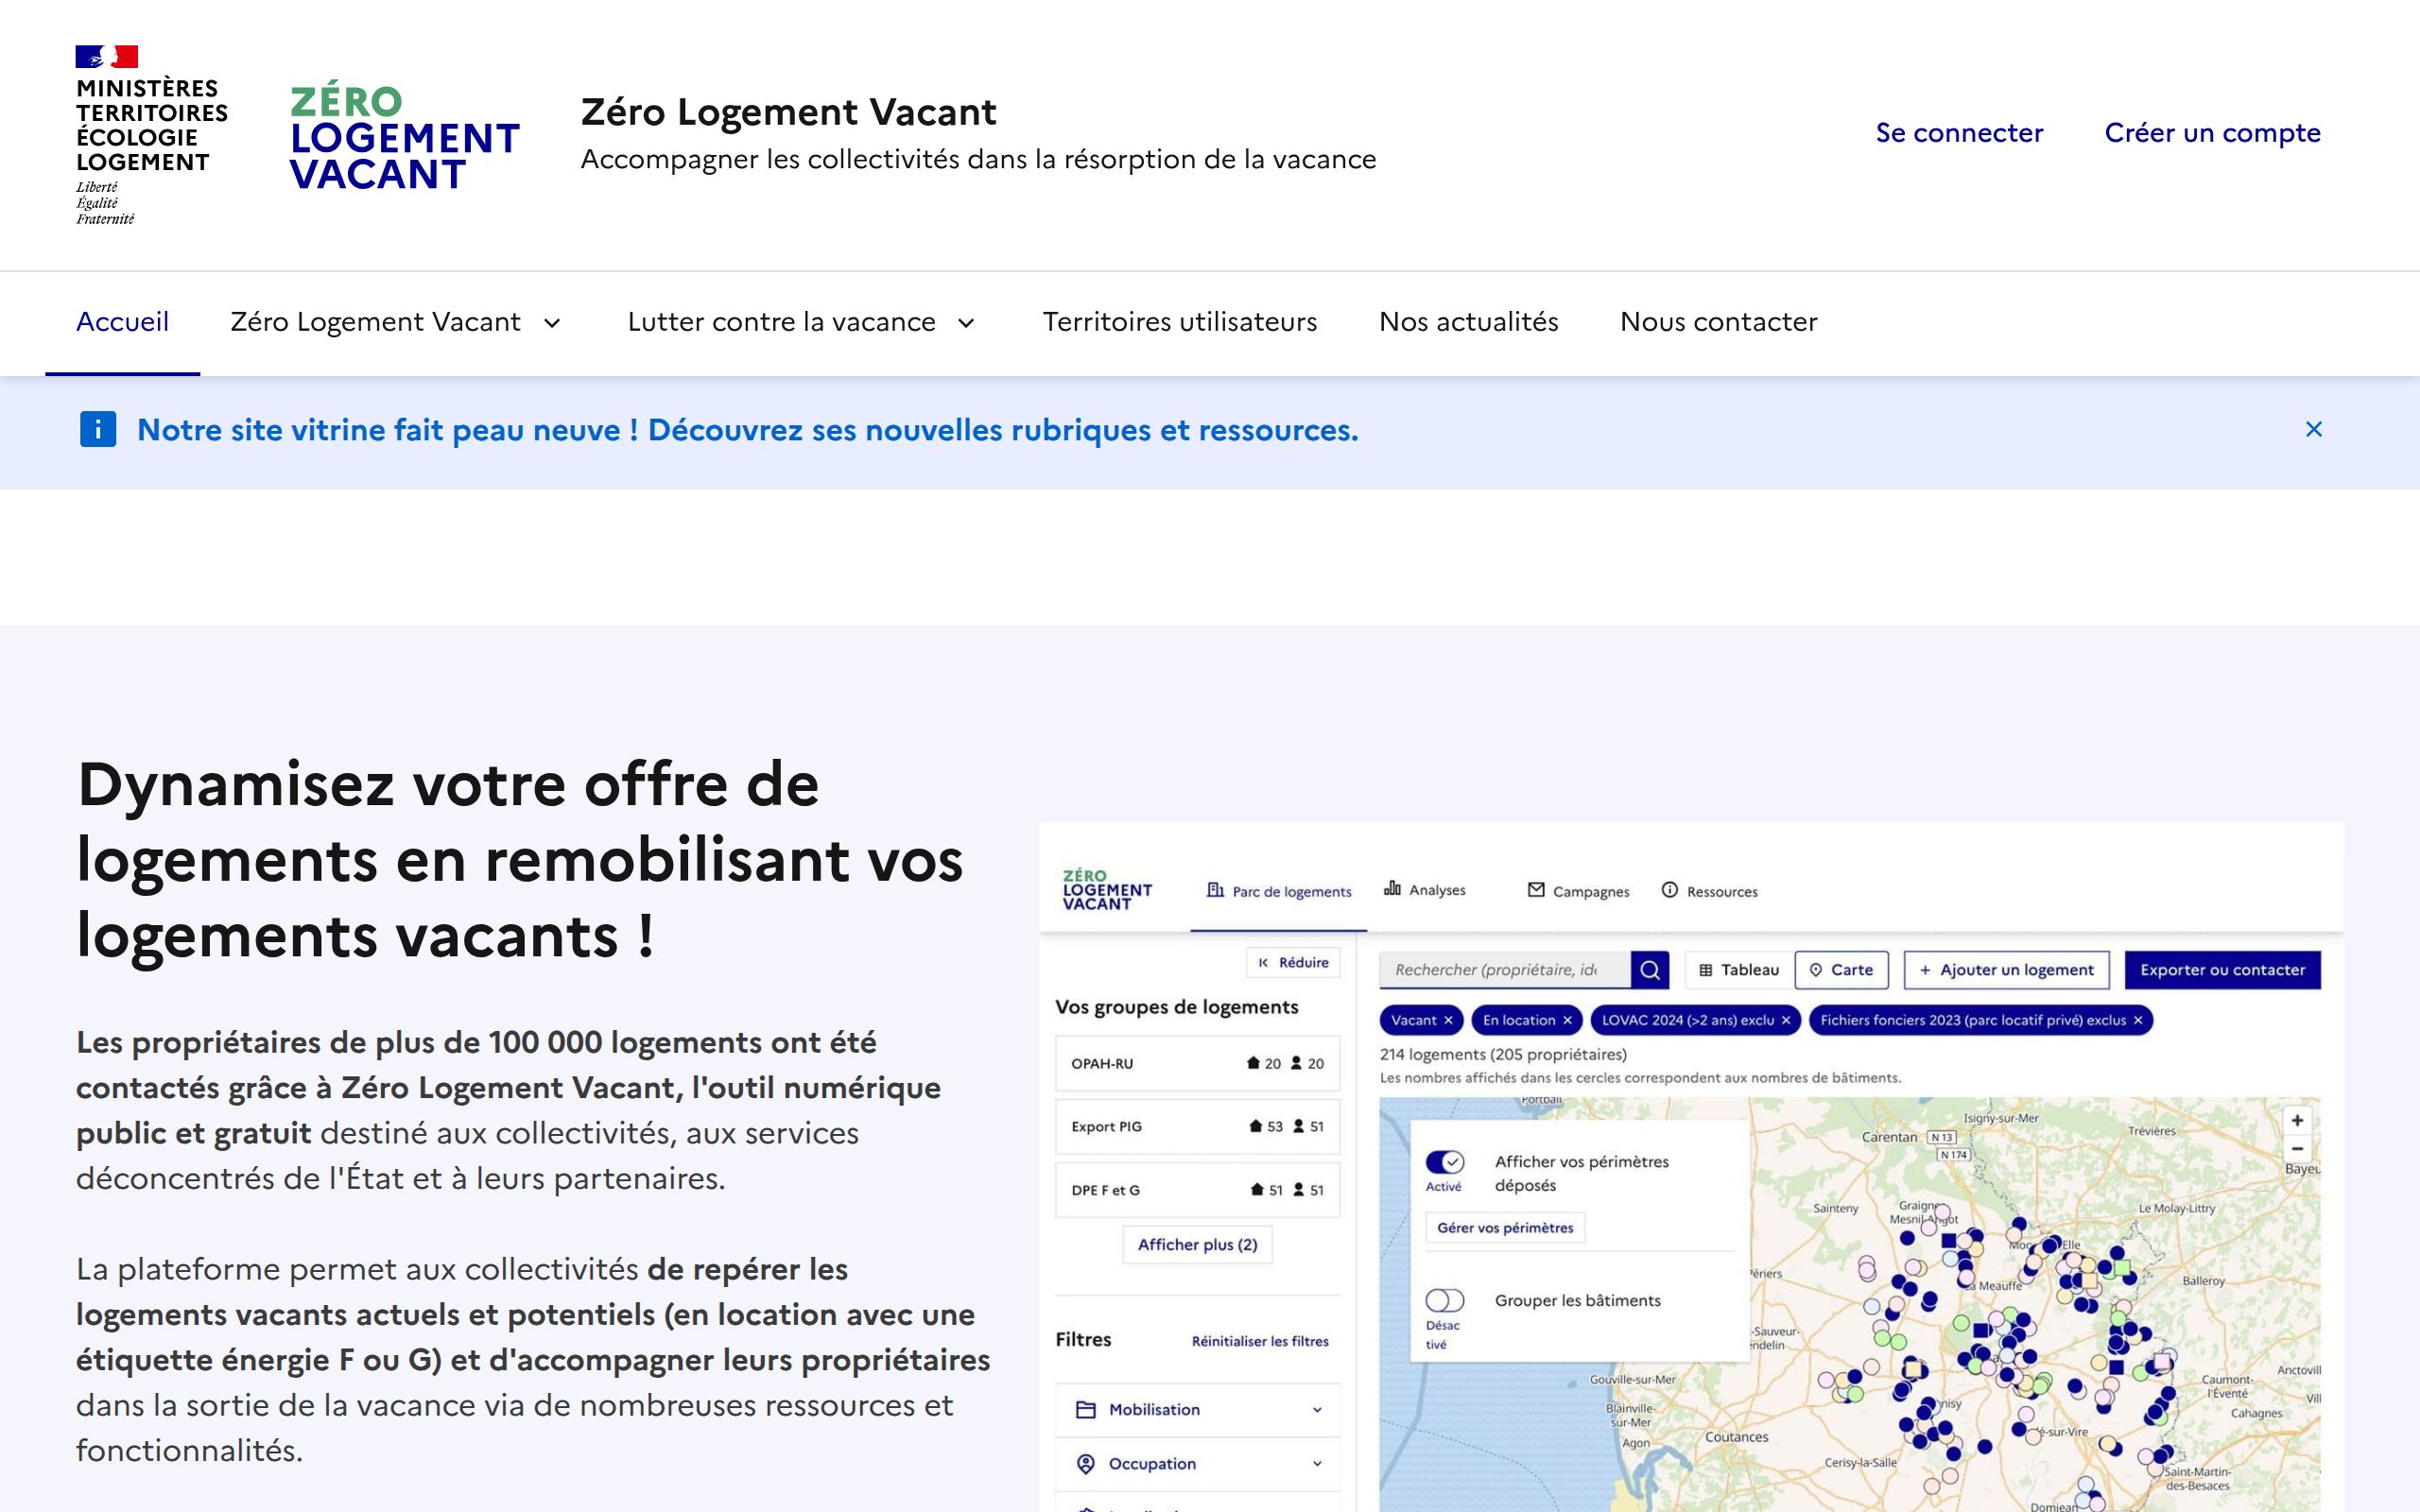 MINISTÈRES
TERRITOIRES
ÉCOLOGIE
LOGEMENT
Liberté
Égalité
Fraternité
ZÉRO
LOGEMENT
VACANT
Zéro Logement Vacant
Accompagner les collectivités dans la résorption de la vacance
Se connecter
Créer un compte
Accueil
Zéro Logement Vacant
Lutter contre la vacance
Territoires utilisateurs
Nos actualités
Nous contacter
Notre site vitrine fait peau neuve ! Découvrez ses nouvelles rubriques et ressources.
Dynamisez votre offre de
logements en remobilisant vos
logements vacants !
Les propriétaires de plus de 100 000 logements ont été
contactés grâce à Zéro Logement Vacant, l'outil numérique
public et gratuit destiné aux collectivités, aux services
déconcentrés de l'État et à leurs partenaires.
La plateforme permet aux collectivités de repérer les
logements vacants actuels et potentiels (en location avec une
étiquette énergie F ou G) et d'accompagner leurs propriétaires
dans la sortie de la vacance via de nombreuses ressources et
fonctionnalités.
ZÉRO
LOGEMENT
VACANT
Parc de logements
Analyses
Campagnes
Ressources
Réduire
Vos groupes de logements
OPAH-RU 20 20
Export PIG 53 51
DPE F et G 51 51
Afficher plus (2)
Filtres
Réinitialiser les filtres
Mobilisation
Occupation
Rechercher (propriétaire, ide
Tableau
Carte
+ Ajouter un logement
Exporter ou contacter
Vacant ×
En location ×
LOVAC 2024 (>2 ans) exclu ×
Fichiers fonciers 2023 (parc locatif privé) exclus ×
214 logements (205 propriétaires)
Les nombres affichés dans les cercles correspondent aux nombres de bâtiments.
Afficher vos périmètres
déposés
Activé
Gérer vos périmètres
Grouper les bâtiments
Désac
tivé
Portbail
Isigny-sur-Mer
Carentan
N 13
N 174
Trévières
Bayeu
Sainteny
Le Molay-Littry
Périers
Balleroy
-Sauveur-
endelin
Gouville-sur-Mer
Anctovill
Caumont-
l'Éventé
Vill
Blainville-
sur-Mer
Cahagnes
Agon
Coutances
Cerisy-la-Salle
Saint-Martin-
des-Besaces
Domjean